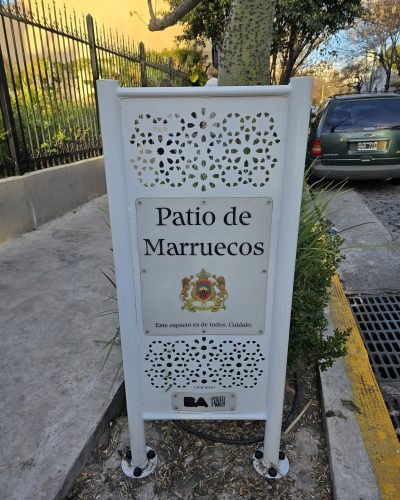 Patio de
Marruecos
Este espacio es de todos. Cuidalo.
BA